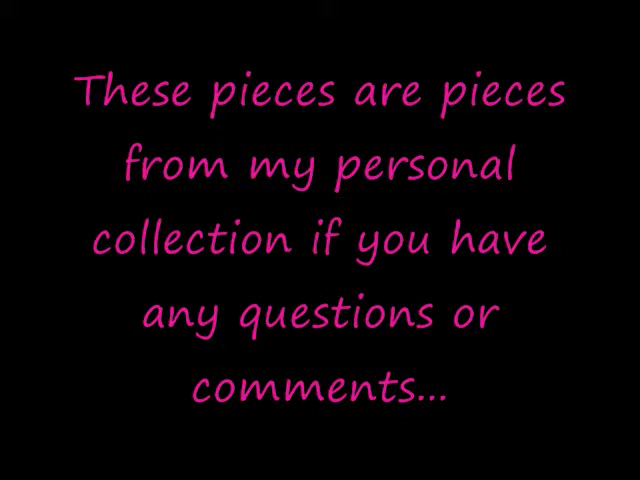 These pieces are pieces
from my personal
collection if you have
any questions or
comments...